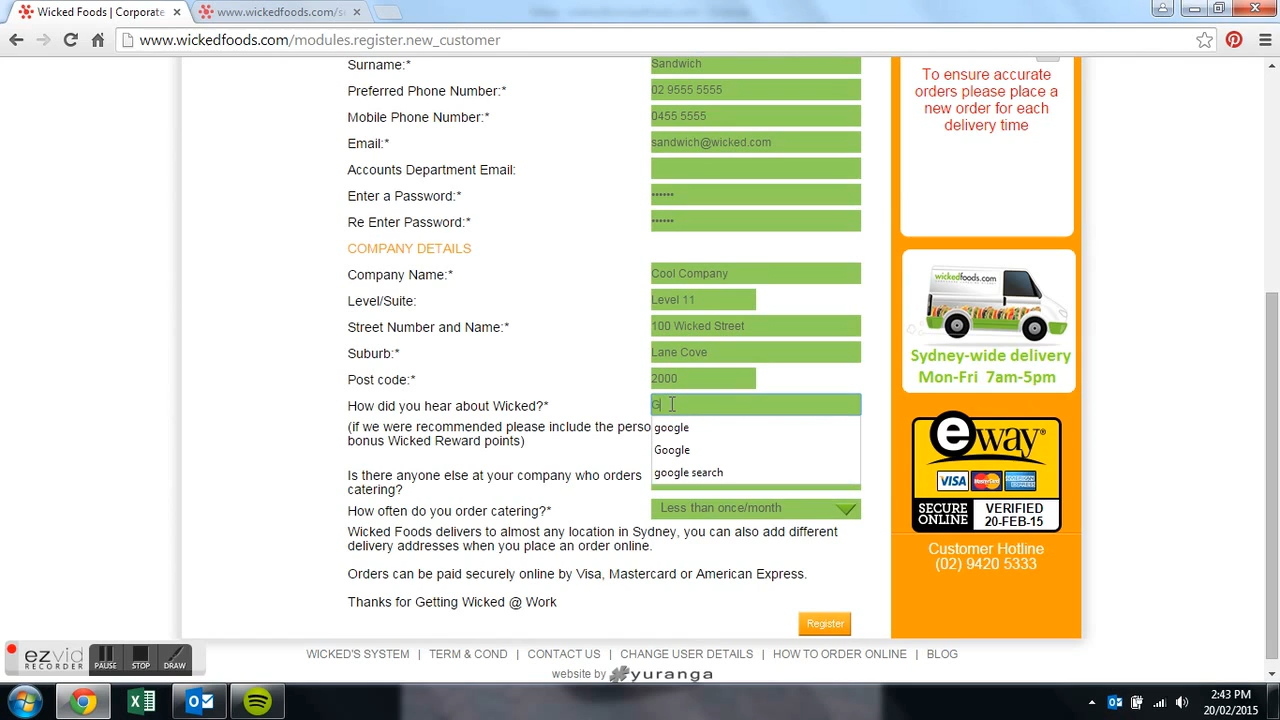 Wicked Foods | Corporate
www.wickedfoods.com/s
www.wickedfoods.com/modules.register.new_customer
Surname:* Sandwich
Preferred Phone Number:* 02 9555 5555
Mobile Phone Number:* 0455 5555
Email:* sandwich@wicked.com
Accounts Department Email:
Enter a Password:* ••••••
Re Enter Password:* ••••••
COMPANY DETAILS
Company Name:* Cool Company
Level/Suite: Level 11
Street Number and Name:* 100 Wicked Street
Suburb:* Lane Cove
Post code:* 2000
How did you hear about Wicked?* G
google
Google
google search
(if we were recommended please include the perso
bonus Wicked Reward points)
Is there anyone else at your company who orders
catering?
How often do you order catering?* Less than once/month
Wicked Foods delivers to almost any location in Sydney, you can also add different
delivery addresses when you place an order online.
Orders can be paid securely online by Visa, Mastercard or American Express.
Thanks for Getting Wicked @ Work
Register
To ensure accurate
orders please place a
new order for each
delivery time
wickedfoods.com
Sydney-wide delivery
Mon-Fri 7am-5pm
eway
VISA MasterCard
SECURE ONLINE VERIFIED 20-FEB-15
Customer Hotline
(02) 9420 5333
WICKED'S SYSTEM | TERM & COND | CONTACT US | CHANGE USER DETAILS | HOW TO ORDER ONLINE | BLOG
website by yuranga
ezvid
RECORDER
PAUSE STOP DRAW
2:43 PM
20/02/2015